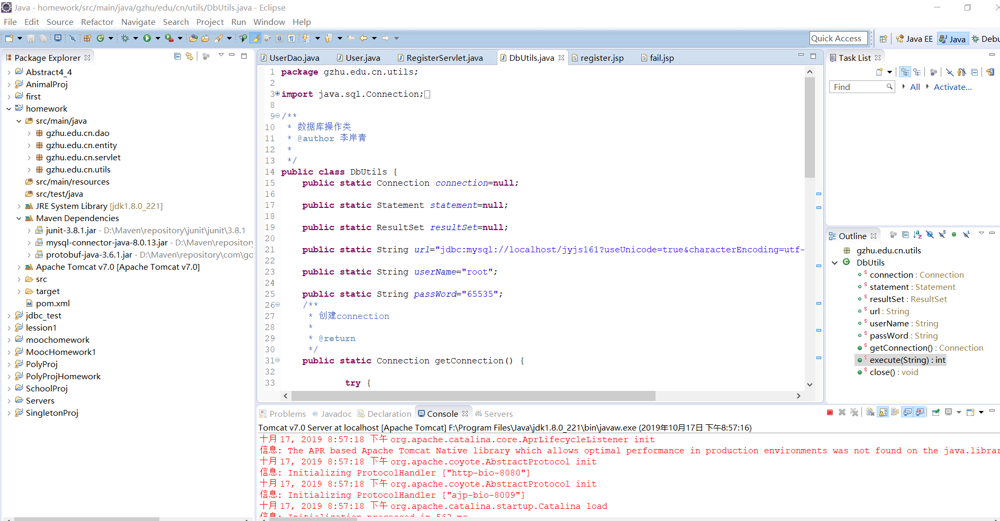 Java - homework/src/main/java/gzhu/edu/cn/utils/DbUtils.java - Eclipse
File Edit Source Refactor Navigate Search Project Run Window Help
Quick Access
Java EE
Java
Debu
Package Explorer
Abstract4_4
AnimalProj
first
homework
src/main/java
gzhu.edu.cn.dao
gzhu.edu.cn.entity
gzhu.edu.cn.servlet
gzhu.edu.cn.utils
src/main/resources
src/test/java
JRE System Library [jdk1.8.0_221]
Maven Dependencies
junit-3.8.1.jar - D:\Maven\repository\junit\junit\3.8.1
mysql-connector-java-8.0.13.jar - D:\Maven\repository
protobuf-java-3.6.1.jar - D:\Maven\repository\com\go
Apache Tomcat v7.0 [Apache Tomcat v7.0]
src
target
pom.xml
jdbc_test
lession1
moochomework
MoocHomework1
PolyProj
PolyProjHomework
SchoolProj
Servers
SingletonProj
UserDao.java User.java RegisterServlet.java DbUtils.java register.jsp fail.jsp
1 package gzhu.edu.cn.utils;
2
3 import java.sql.Connection;
8
9 /**
10 * 数据库操作类
11 * @author 李岸青
12 *
13 */
14 public class DbUtils {
15 public static Connection connection=null;
16
17 public static Statement statement=null;
18
19 public static ResultSet resultSet=null;
20
21 public static String url="jdbc:mysql://localhost/jyjs161?useUnicode=true&characterEncoding=utf-
22
23 public static String userName="root";
24
25 public static String passWord="65535";
26 /**
27 * 创建connection
28 *
29 * @return
30 */
31 public static Connection getConnection() {
32
33 try {
Task List
Find
All
Activate...
Outline
gzhu.edu.cn.utils
DbUtils
connection : Connection
statement : Statement
resultSet : ResultSet
url : String
userName : String
passWord : String
getConnection() : Connection
execute(String) : int
close() : void
Problems Javadoc Declaration Console Servers
Tomcat v7.0 Server at localhost [Apache Tomcat] F:\Program Files\Java\jdk1.8.0_221\bin\javaw.exe (2019年10月17日 下午8:57:16)
十月 17, 2019 8:57:18 下午 org.apache.catalina.core.AprLifecycleListener init
信息: The APR based Apache Tomcat Native library which allows optimal performance in production environments was not found on the java.librar
十月 17, 2019 8:57:18 下午 org.apache.coyote.AbstractProtocol init
信息: Initializing ProtocolHandler ["http-bio-8080"]
十月 17, 2019 8:57:18 下午 org.apache.coyote.AbstractProtocol init
信息: Initializing ProtocolHandler ["ajp-bio-8009"]
十月 17, 2019 8:57:18 下午 org.apache.catalina.startup.Catalina load
信息: Initialization processed in 562 ms